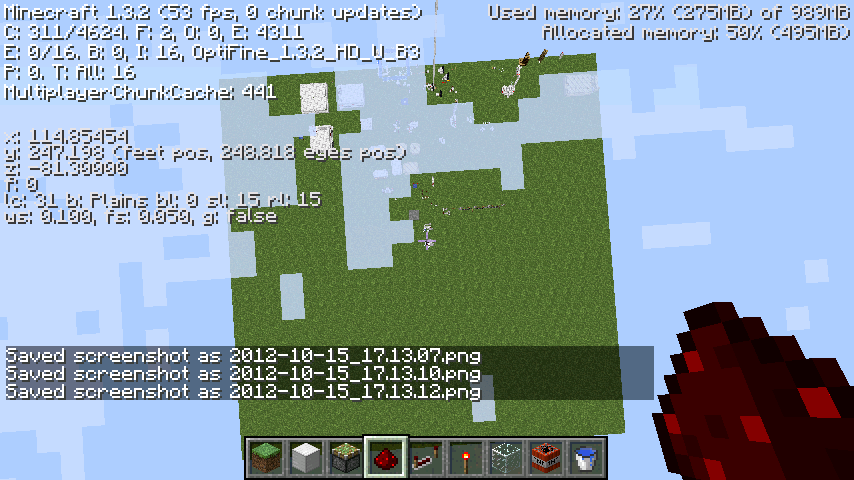 Minecraft 1.3.2 (53 fps, 0 chunk updates)
Used memory: 27% (275MB) of 989MB
C: 311/4624, F: 2, O: 0, E: 4311
Allocated memory: 50% (495MB)
E: 0/16, B: 0, I: 16, OptiFine_1.3.2_HD_U_B3
P: 0, T: All: 16
MultiplayerChunkCache: 441
x: 114.85454
y: 247.198 (feet pos, 248.818 eyes pos)
z: -81.39000
f: 0
lc: 31 b: Plains bl: 0 sl: 15 rl: 15
ws: 0.100, fs: 0.050, g: false
Saved screenshot as 2012-10-15_17.13.07.png
Saved screenshot as 2012-10-15_17.13.10.png
Saved screenshot as 2012-10-15_17.13.12.png